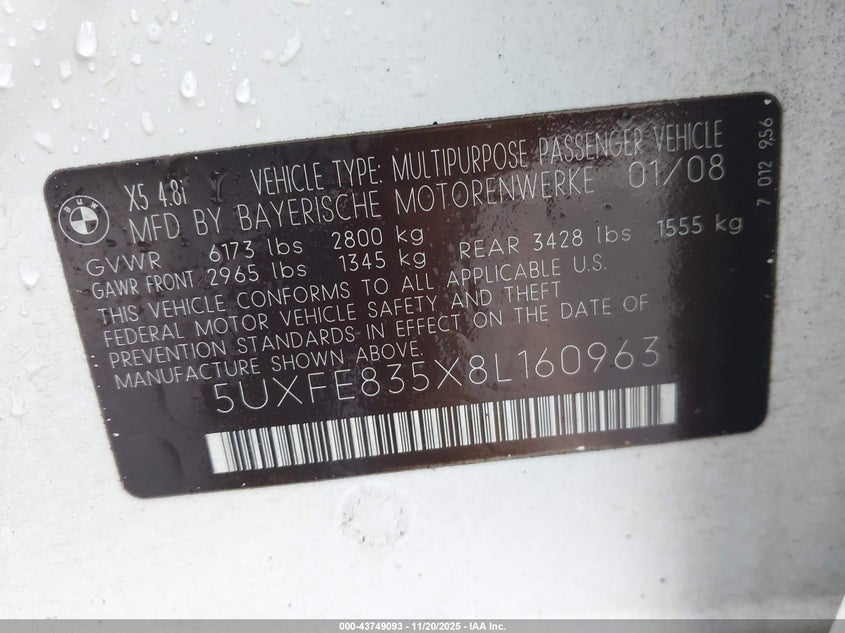 BMW
X5 4.8i VEHICLE TYPE: MULTIPURPOSE PASSENGER VEHICLE
MFD BY BAYERISCHE MOTORENWERKE 01/08
GVWR 6173 lbs 2800 kg
GAWR FRONT 2965 lbs 1345 kg REAR 3428 lbs 1555 kg
THIS VEHICLE CONFORMS TO ALL APPLICABLE U.S.
FEDERAL MOTOR VEHICLE SAFETY AND THEFT
PREVENTION STANDARDS IN EFFECT ON THE DATE OF
MANUFACTURE SHOWN ABOVE.
5UXFE835X8L160963
7 012 956
000-43749093 - 11/20/2025 - IAA Inc.